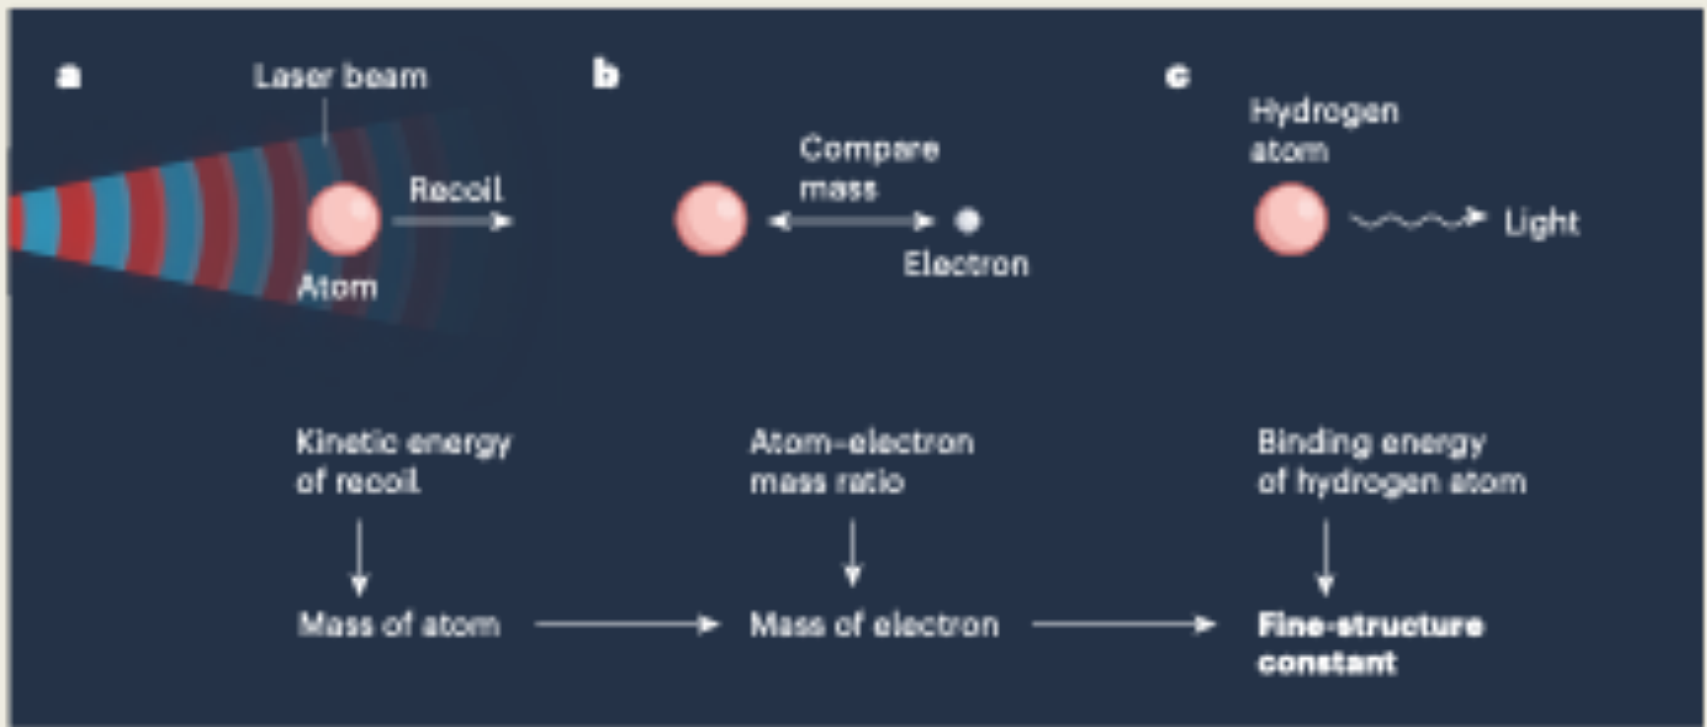 a
Laser beam
Recoil
Atom
b
Compare
mass
Electron
c
Hydrogen
atom
Light
Kinetic energy
of recoil
Atom–electron
mass ratio
Binding energy
of hydrogen atom
Mass of atom
Mass of electron
Fine-structure
constant